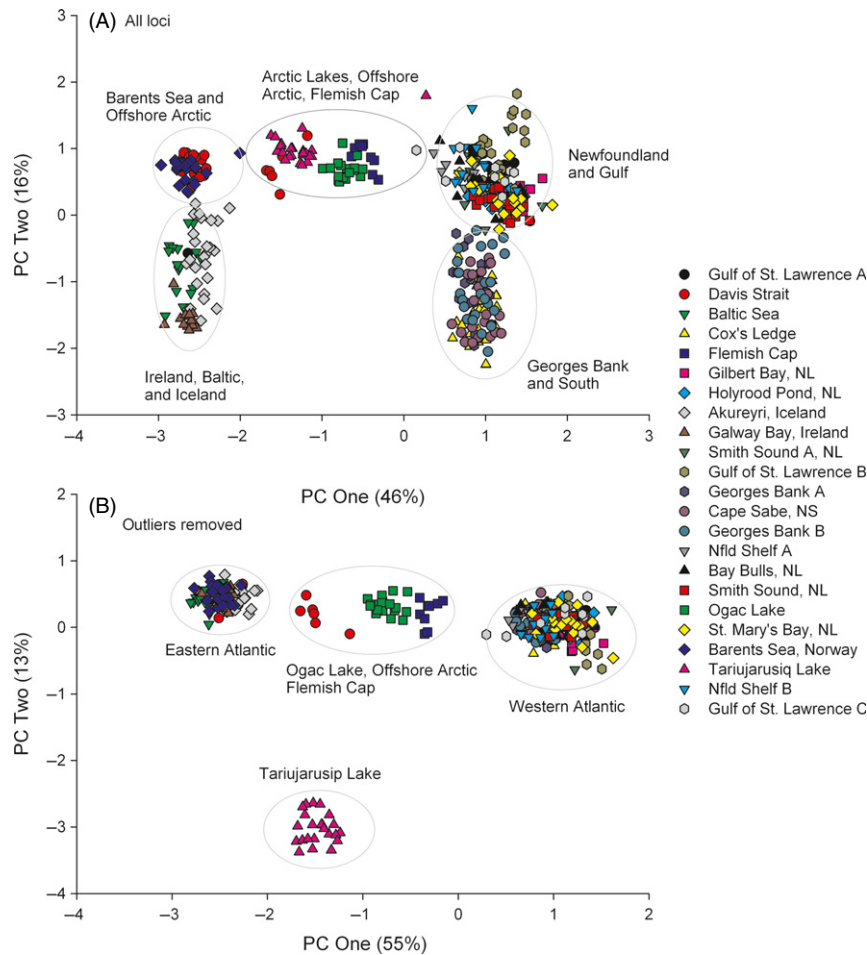 (A) All loci
3
2
1
0
–1
–2
–3
PC Two (16%)
Barents Sea and
Offshore Arctic
Arctic Lakes, Offshore
Arctic, Flemish Cap
Newfoundland
and Gulf
Ireland, Baltic,
and Iceland
Georges Bank
and South
–4 –3 –2 –1 0 1 2 3
PC One (46%)
(B)
Outliers removed
2
1
0
–1
–2
–3
–4
PC Two (13%)
Eastern Atlantic
Ogac Lake, Offshore Arctic
Flemish Cap
Western Atlantic
Tariujarusip Lake
–4 –3 –2 –1 0 1 2
PC One (55%)
Gulf of St. Lawrence A
Davis Strait
Baltic Sea
Cox's Ledge
Flemish Cap
Gilbert Bay, NL
Holyrood Pond, NL
Akureyri, Iceland
Galway Bay, Ireland
Smith Sound A, NL
Gulf of St. Lawrence B
Georges Bank A
Cape Sabe, NS
Georges Bank B
Nfld Shelf A
Bay Bulls, NL
Smith Sound, NL
Ogac Lake
St. Mary's Bay, NL
Barents Sea, Norway
Tariujarusiq Lake
Nfld Shelf B
Gulf of St. Lawrence C